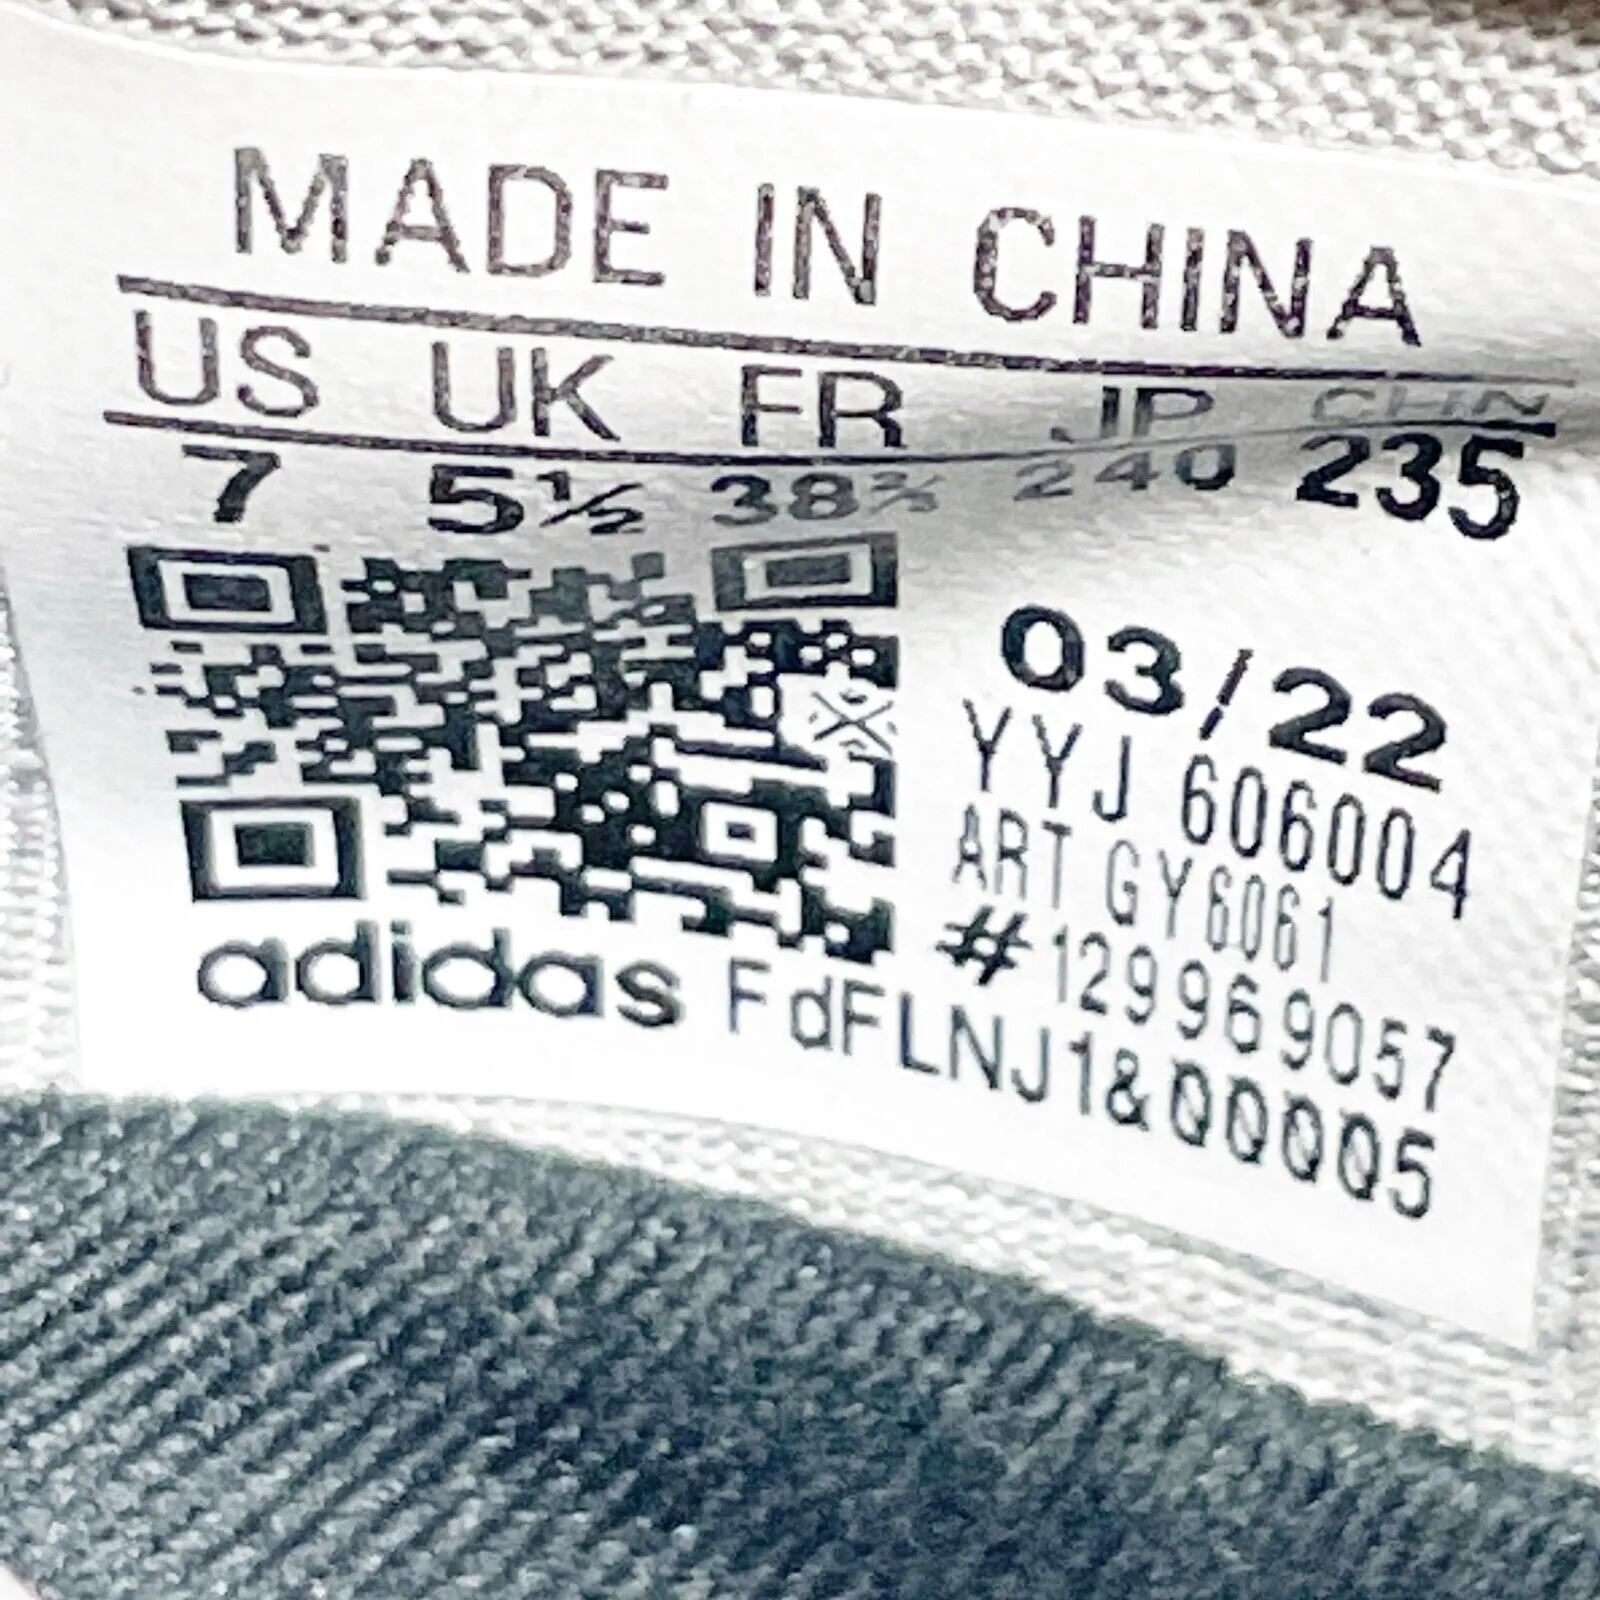 MADE IN CHINA
US UK FR JP CHN
7 5½ 38⅔ 240 235
03/22
YYJ 606004
ART GY6061
#129969057
adidas FdFLNJ1&00005